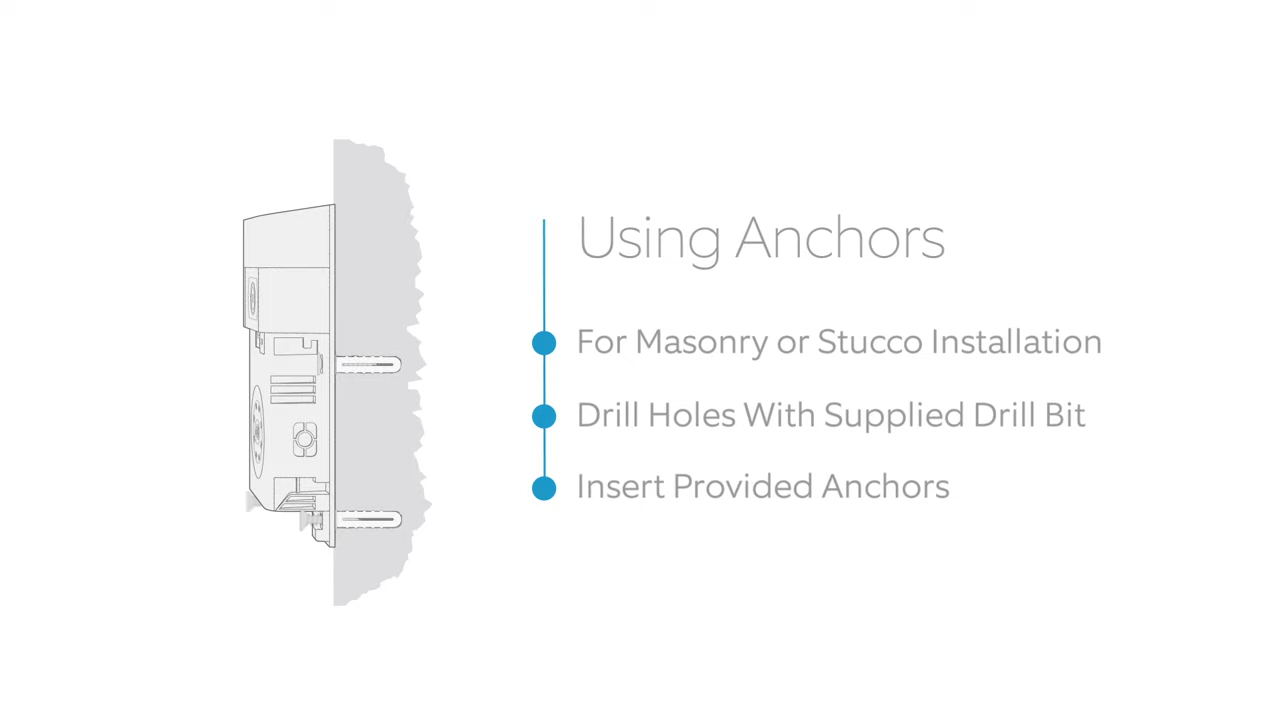 Using Anchors
For Masonry or Stucco Installation
Drill Holes With Supplied Drill Bit
Insert Provided Anchors